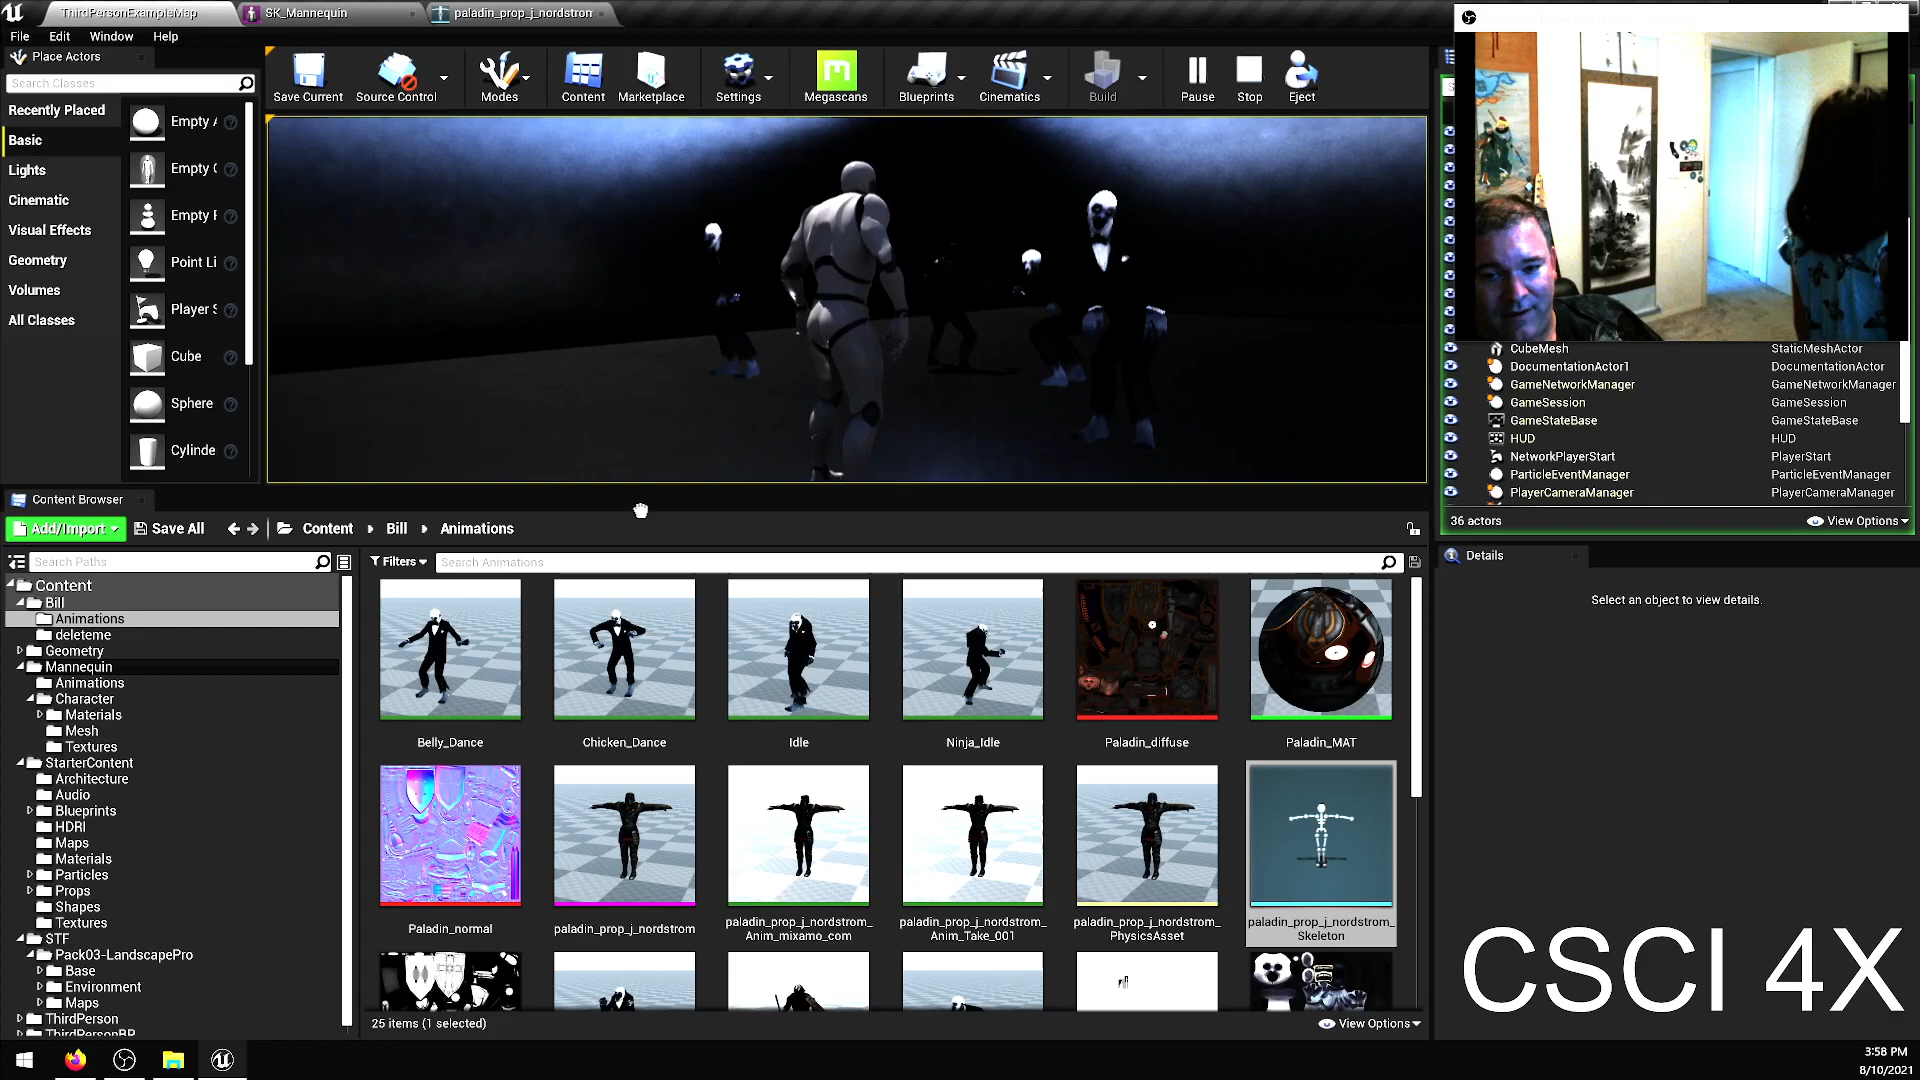 ThirdPersonExampleMap
SK_Mannequin
paladin_prop_j_nordstrom
File Edit Window Help
Place Actors
Search Classes
Recently Placed
Basic
Lights
Cinematic
Visual Effects
Geometry
Volumes
All Classes
Empty A
Empty C
Empty P
Point Li
Player S
Cube
Sphere
Cylinde
Save Current
Source Control
Modes
Content
Marketplace
Settings
Megascans
Blueprints
Cinematics
Build
Pause
Stop
Eject
CubeMesh StaticMeshActor
DocumentationActor1 DocumentationActor
GameNetworkManager GameNetworkManager
GameSession GameSession
GameStateBase GameStateBase
HUD HUD
NetworkPlayerStart PlayerStart
ParticleEventManager ParticleEventManager
PlayerCameraManager PlayerCameraManager
36 actors View Options
Details
Select an object to view details.
Content Browser
Add/Import Save All Content Bill Animations
Search Paths
Filters Search Animations
Content
Bill
Animations
deleteme
Geometry
Mannequin
Animations
Character
Materials
Mesh
Textures
StarterContent
Architecture
Audio
Blueprints
HDRI
Maps
Materials
Particles
Props
Shapes
Textures
STF
Pack03-LandscapePro
Base
Environment
Maps
ThirdPerson
ThirdPersonBP
Belly_Dance
Chicken_Dance
Idle
Ninja_Idle
Paladin_diffuse
Paladin_MAT
Paladin_normal
paladin_prop_j_nordstrom
paladin_prop_j_nordstrom_
Anim_mixamo_com
paladin_prop_j_nordstrom_
Anim_Take_001
paladin_prop_j_nordstrom_
PhysicsAsset
paladin_prop_j_nordstrom_
Skeleton
25 items (1 selected)
View Options
CSCI 4X
3:58 PM
8/10/2021